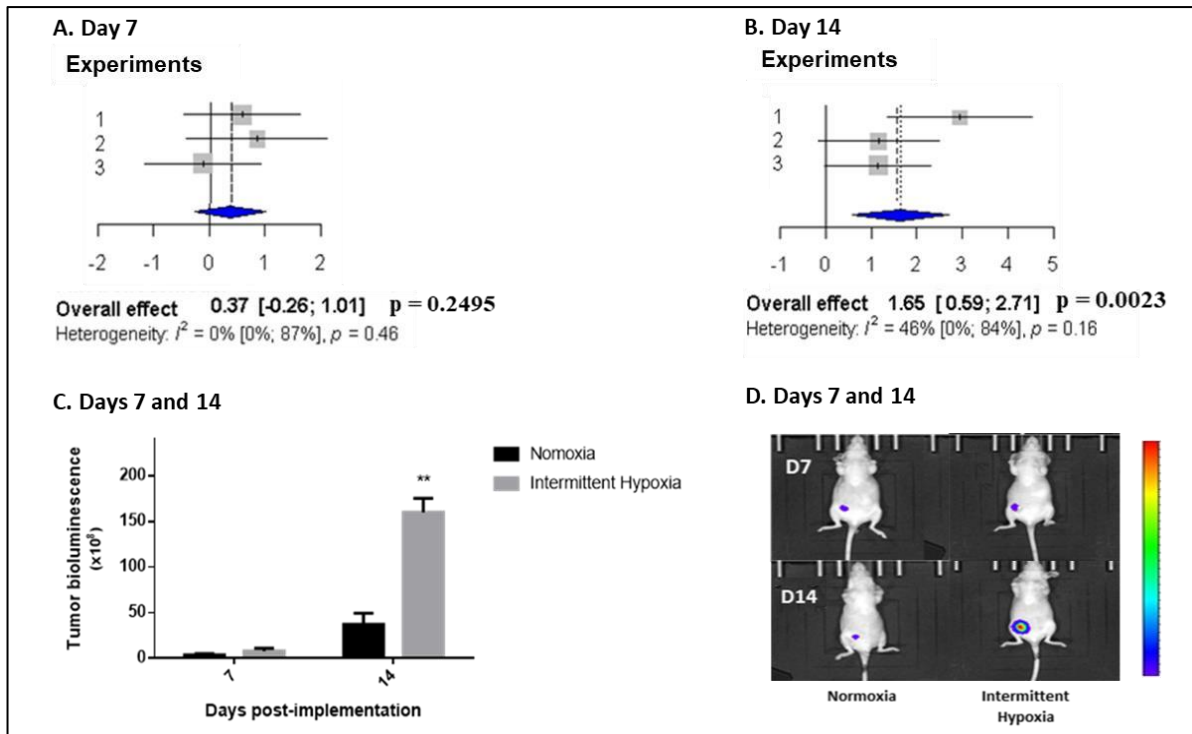 A. Day 7
Experiments
1
2
3
-2 -1 0 1 2
Overall effect 0.37 [-0.26; 1.01] p = 0.2495
Heterogeneity: I² = 0% [0%; 87%], p = 0.46
B. Day 14
Experiments
1
2
3
-1 0 1 2 3 4 5
Overall effect 1.65 [ 0.59; 2.71] p = 0.0023
Heterogeneity: I² = 46% [0%; 84%], p = 0.16
C. Days 7 and 14
Tumor bioluminescence
(x10⁸)
200
150
100
50
0
**
7
14
Days post-implementation
Nomoxia
Intermittent Hypoxia
D. Days 7 and 14
D7
D14
Normoxia
Intermittent
Hypoxia